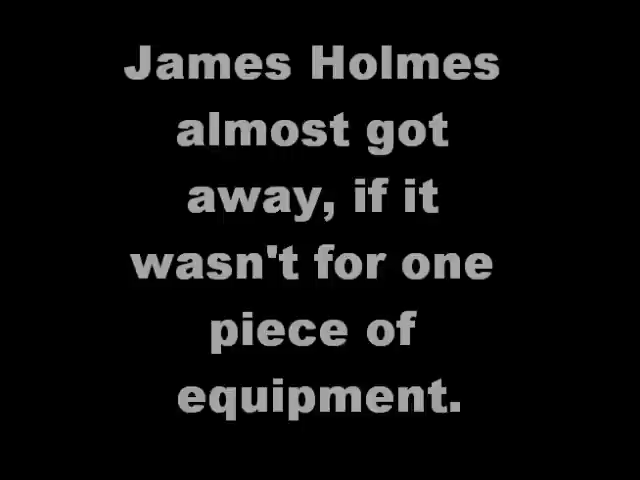 James Holmes
almost got
away, if it
wasn't for one
piece of
equipment.